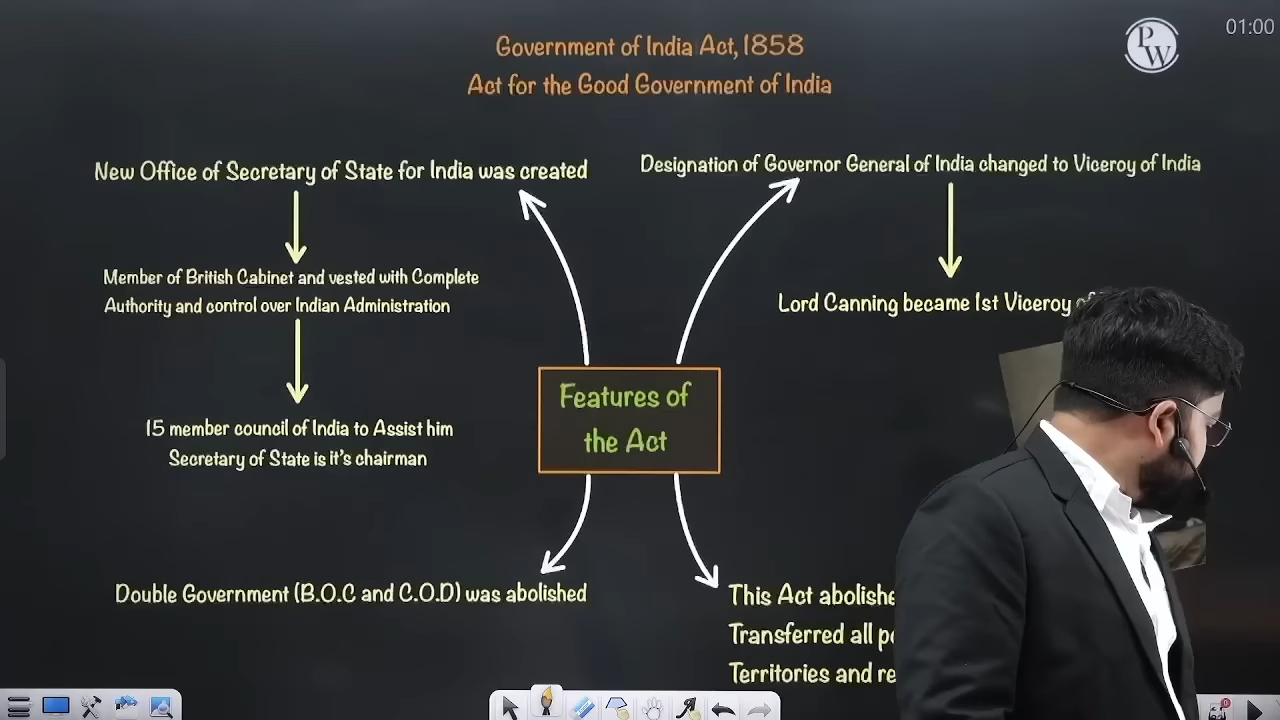 Government of India Act, 1858
Act for the Good Government of India
PW
01:00
New Office of Secretary of State for India was created
Designation of Governor General of India changed to Viceroy of India
Member of British Cabinet and vested with Complete
Authority and control over Indian Administration
Lord Canning became 1st Viceroy
15 member council of India to Assist him
Secretary of State is it's chairman
Features of
the Act
Double Government (B.O.C and C.O.D) was abolished
This Act
Transferred all
Territories and